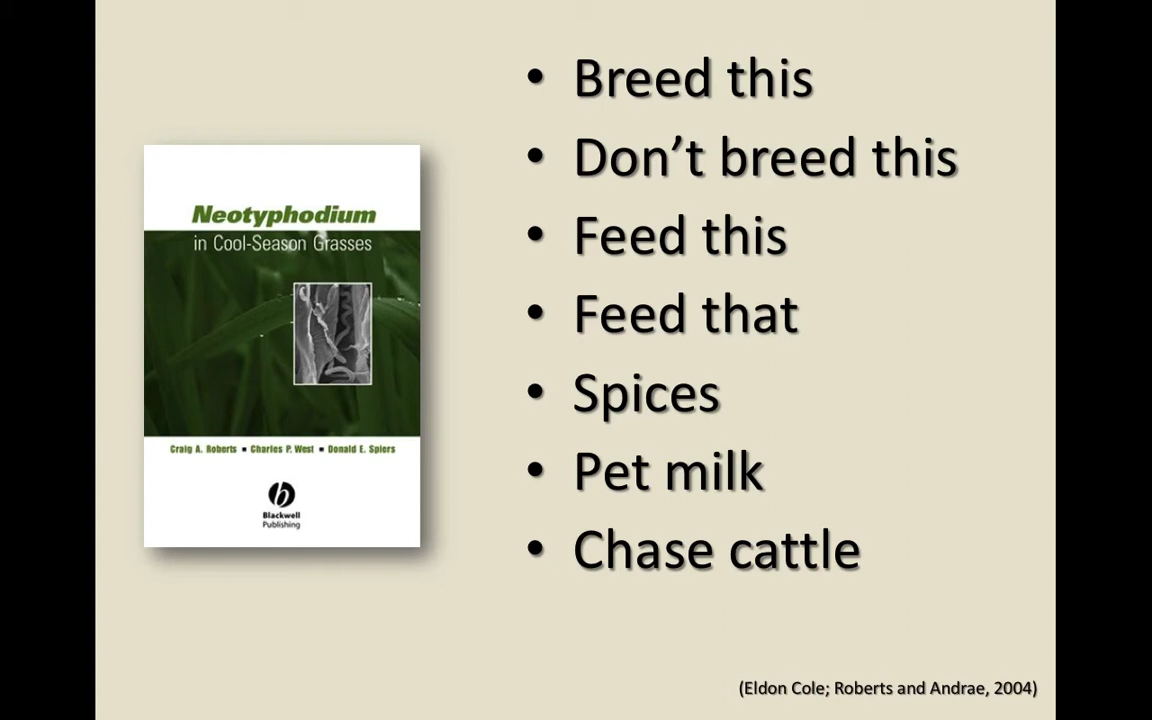 Neotyphodium
in Cool-Season Grasses
Craig A. Roberts ▪ Charles P. West ▪ Donald E. Spiers
b
Blackwell
Publishing
• Breed this
• Don’t breed this
• Feed this
• Feed that
• Spices
• Pet milk
• Chase cattle
(Eldon Cole; Roberts and Andrae, 2004)